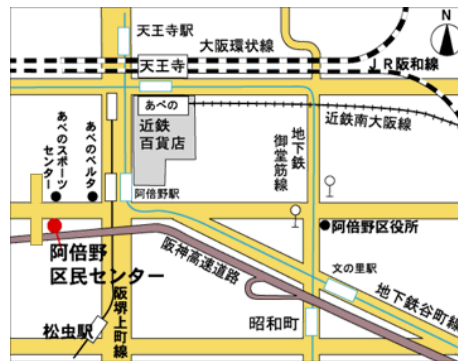 天王寺駅
大阪環状線
N
天王寺
JR阪和線
あべの
近鉄
百貨店
近鉄南大阪線
地下鉄
御堂筋線
あべのスポーツ
センター
あべのベルタ
阿倍野駅
阿倍野区役所
阿倍野
区民センター
阪神高速道路
文の里駅
地下鉄谷町線
阪堺上町線
松虫駅
昭和町